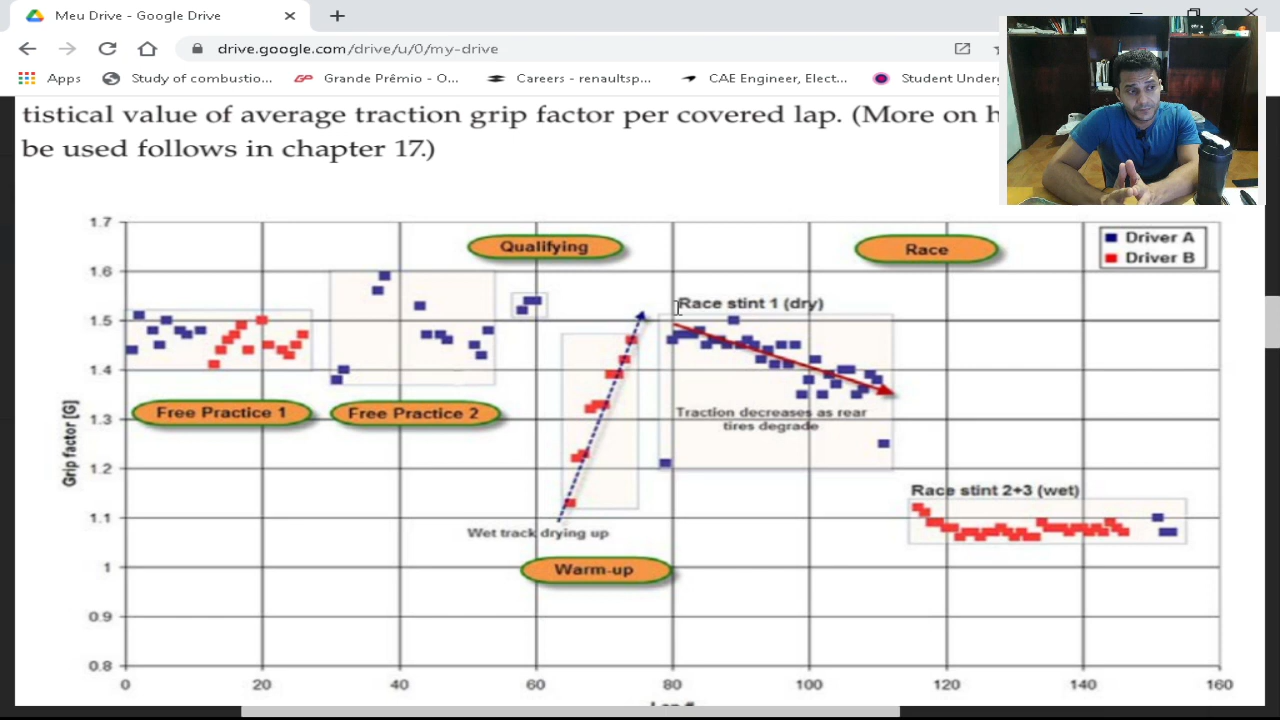 Meu Drive - Google Drive
drive.google.com/drive/u/0/my-drive
Apps
Study of combustio...
Grande Prêmio - O...
Careers - renaultsp...
CAE Engineer, Elect...
Student Underg
tistical value of average traction grip factor per covered lap. (More on h
be used follows in chapter 17.)
1.7
1.6
1.5
1.4
1.3
1.2
1.1
1
0.9
0.8
Grip factor [G]
Qualifying
Race
Driver A
Driver B
Race stint 1 (dry)
Free Practice 1
Free Practice 2
Traction decreases as rear
tires degrade
Race stint 2+3 (wet)
Wet track drying up
Warm-up
0
20
40
60
80
100
120
140
160